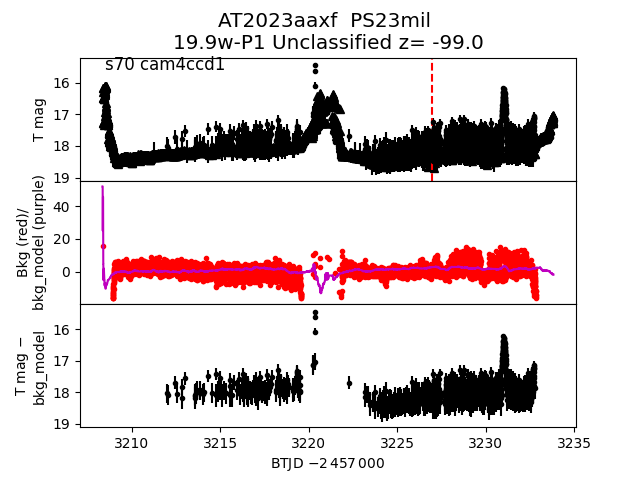 AT2023aaxf  PS23mil
19.9w-P1 Unclassified z= -99.0
s70 cam4ccd1
16
17
18
19
T mag
40
20
0
Bkg (red)/
bkg_model (purple)
16
17
18
19
T mag −
bkg_model
3210
3215
3220
3225
3230
3235
BTJD −2 457 000